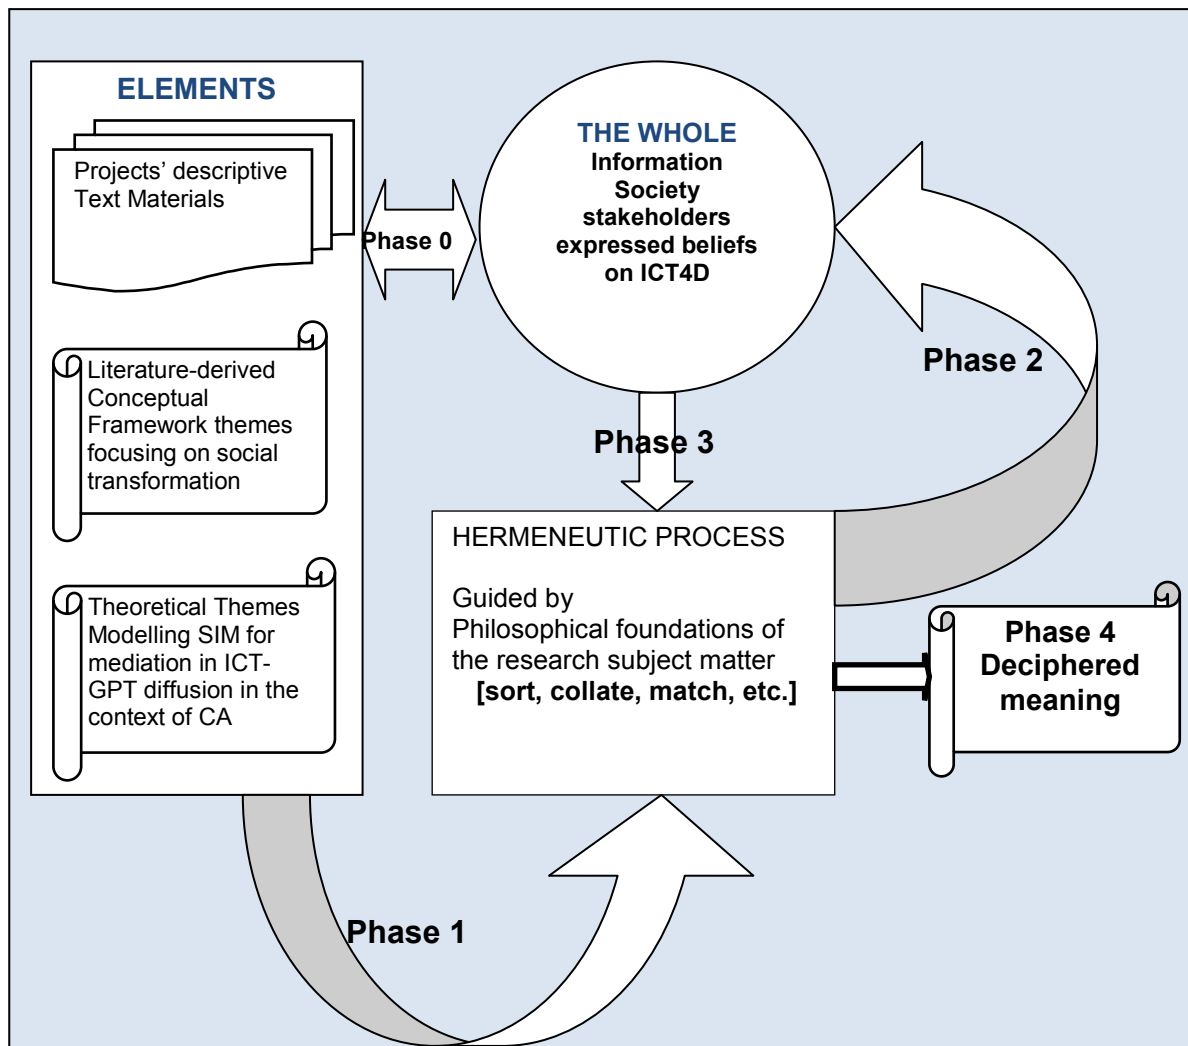 ELEMENTS
Projects’ descriptive
Text Materials
Literature-derived
Conceptual
Framework themes
focusing on social
transformation
Theoretical Themes
Modelling SIM for
mediation in ICT-
GPT diffusion in the
context of CA
Phase 0
THE WHOLE
Information
Society
stakeholders
expressed beliefs
on ICT4D
Phase 2
Phase 3
HERMENEUTIC PROCESS
Guided by
Philosophical foundations of
the research subject matter
[sort, collate, match, etc.]
Phase 4
Deciphered
meaning
Phase 1